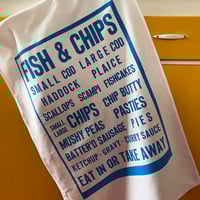 FISH & CHIPS
SMALL COD LARGE COD
HADDOCK PLAICE
SCALLOPS SCAMPI FISHCAKES
SMALL LARGE CHIPS CHIP BUTTY
MUSHY PEAS PASTIES
BATTER'D SAUSAGE PIES
KETCHUP · GRAVY · CURRY SAUCE
EAT IN OR TAKE AWAY